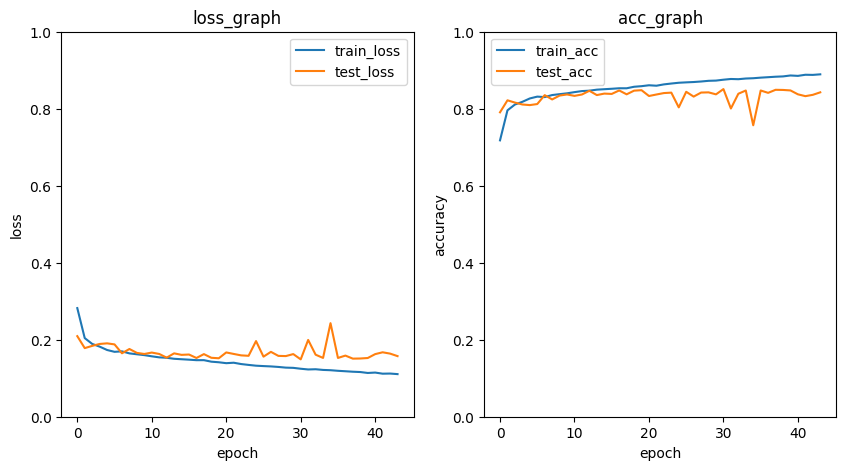 loss_graph
1.0
0.8
0.6
0.4
0.2
0.0
loss
0 10 20 30 40
epoch
train_loss
test_loss
acc_graph
1.0
0.8
0.6
0.4
0.2
0.0
accuracy
0 10 20 30 40
epoch
train_acc
test_acc